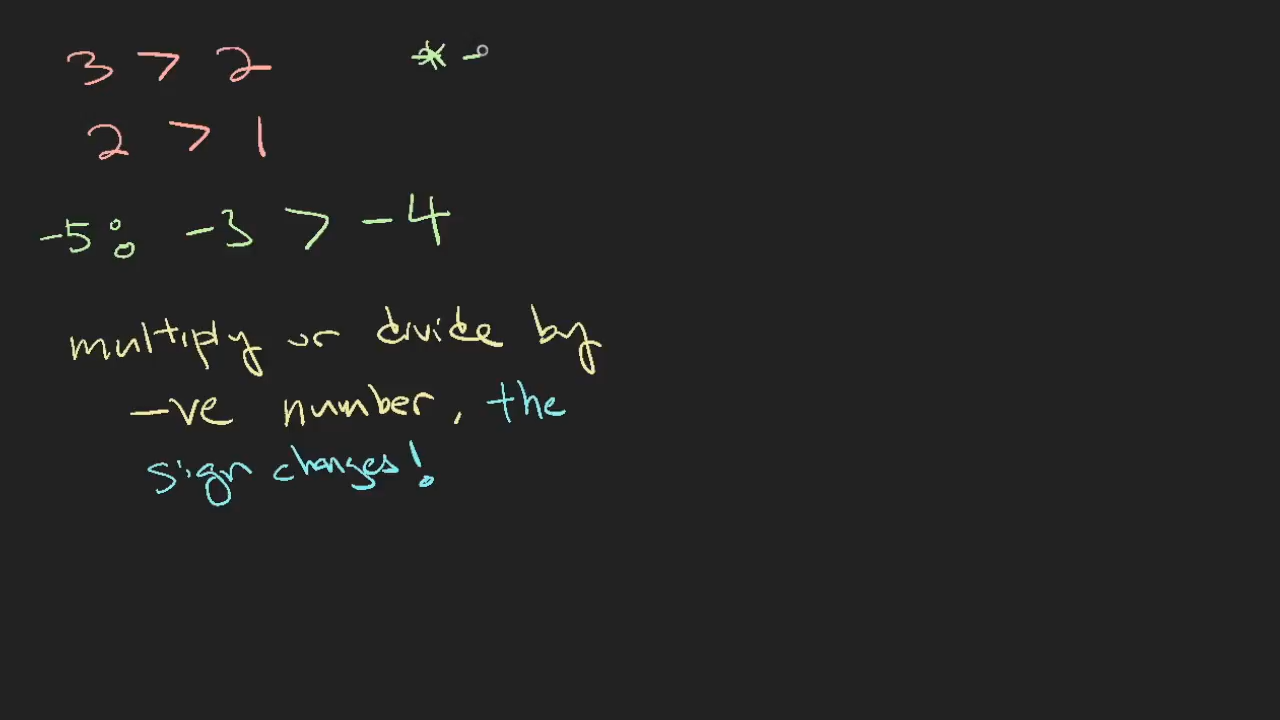 3 > 2 * -
2 > 1
-5: -3 > -4
multiply or divide by
-ve number, the
sign changes!